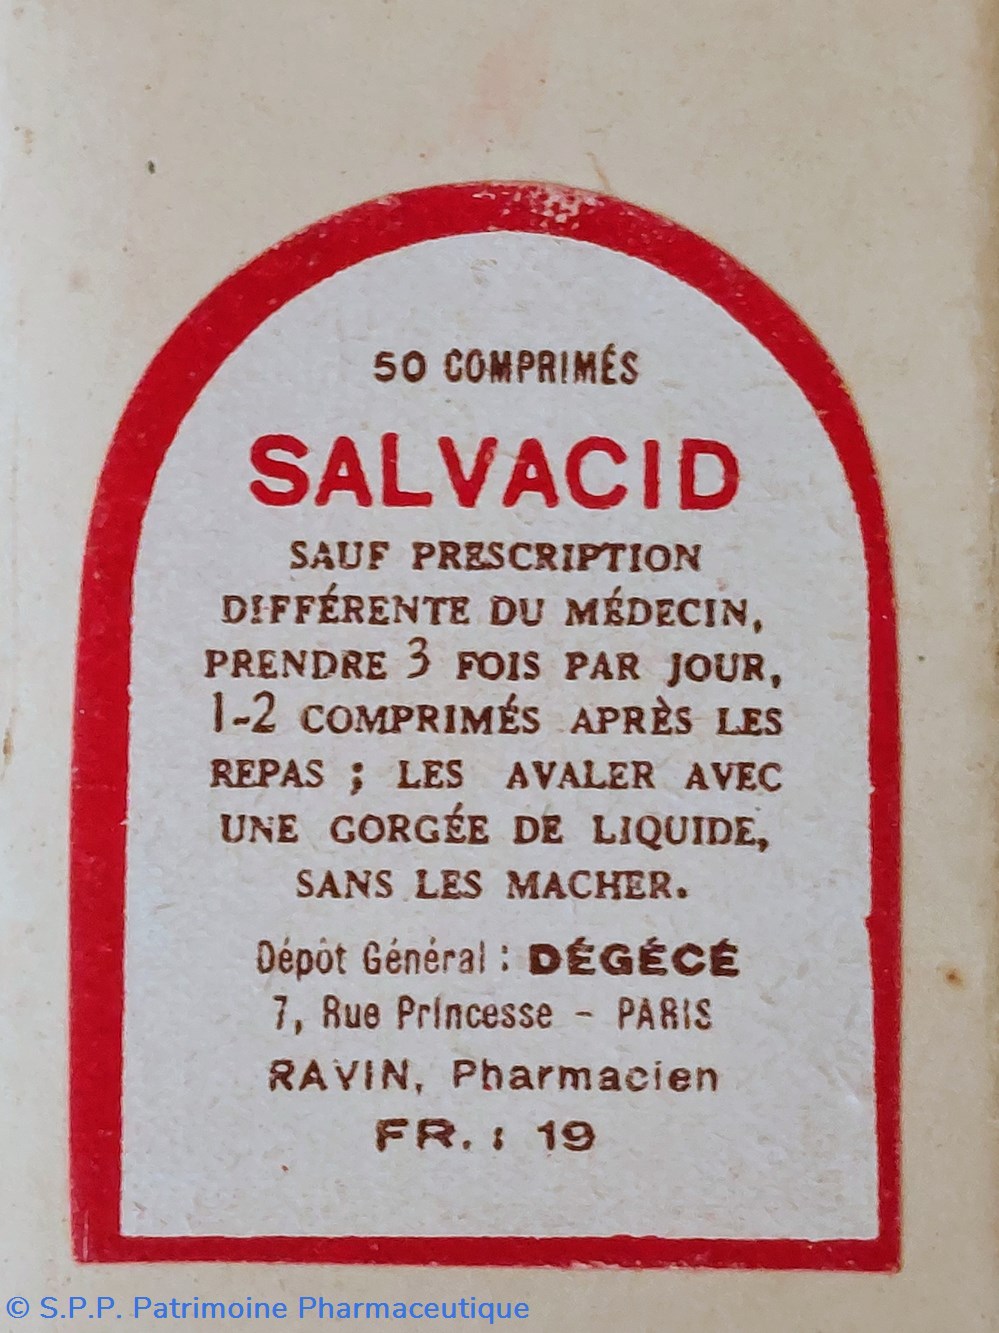 50 COMPRIMÉS
SALVACID
SAUF PRESCRIPTION
DIFFÉRENTE DU MÉDECIN,
PRENDRE 3 FOIS PAR JOUR,
1-2 COMPRIMÉS APRÈS LES
REPAS ; LES AVALER AVEC
UNE GORGÉE DE LIQUIDE,
SANS LES MACHER.
Dépôt Général : DÉGÉCÉ
7, Rue Princesse - PARIS
RAVIN, Pharmacien
FR. : 19
© S.P.P. Patrimoine Pharmaceutique